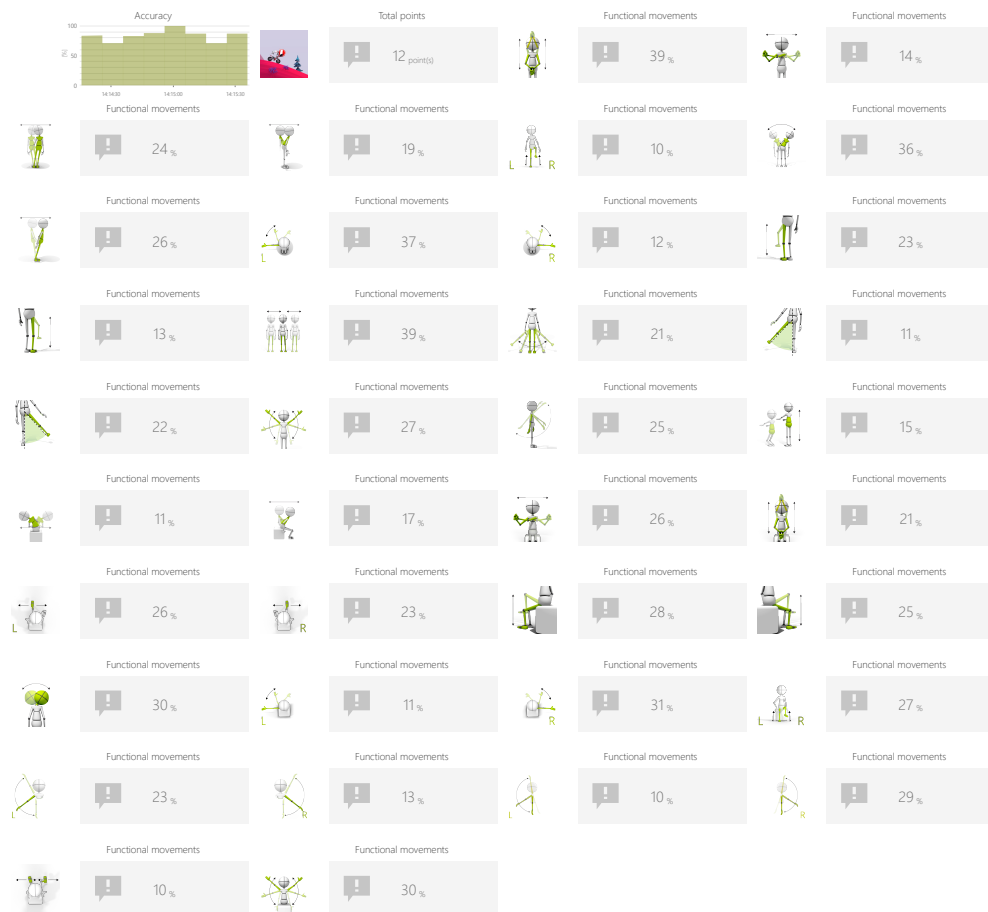 Accuracy
100
50
0
[%]
14:14:30 14:15:00 14:15:30
Total points
12 point(s)
Functional movements
39 %
Functional movements
14 %
Functional movements
24 %
Functional movements
19 %
L R
Functional movements
10 %
Functional movements
36 %
Functional movements
26 %
L
Functional movements
37 %
R
Functional movements
12 %
Functional movements
23 %
Functional movements
13 %
Functional movements
39 %
Functional movements
21 %
Functional movements
11 %
Functional movements
22 %
Functional movements
27 %
Functional movements
25 %
Functional movements
15 %
Functional movements
11 %
Functional movements
17 %
Functional movements
26 %
Functional movements
21 %
L
Functional movements
26 %
R
Functional movements
23 %
Functional movements
28 %
Functional movements
25 %
Functional movements
30 %
L
Functional movements
11 %
R
Functional movements
31 %
L R
Functional movements
27 %
L
Functional movements
23 %
R
Functional movements
13 %
L
Functional movements
10 %
R
Functional movements
29 %
Functional movements
10 %
Functional movements
30 %